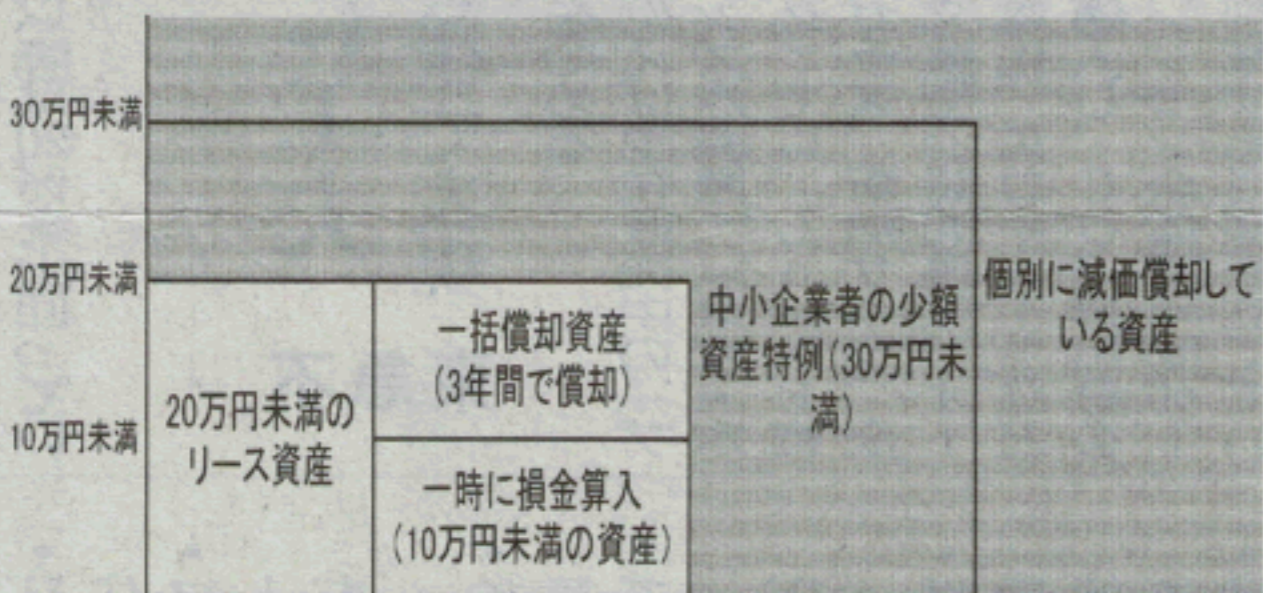 30万円未満
20万円未満
10万円未満
20万円未満の
リース資産
一括償却資産
(3年間で償却)
一時に損金算入
(10万円未満の資産)
中小企業者の少額
資産特例(30万円未
満)
個別に減価償却して
いる資産